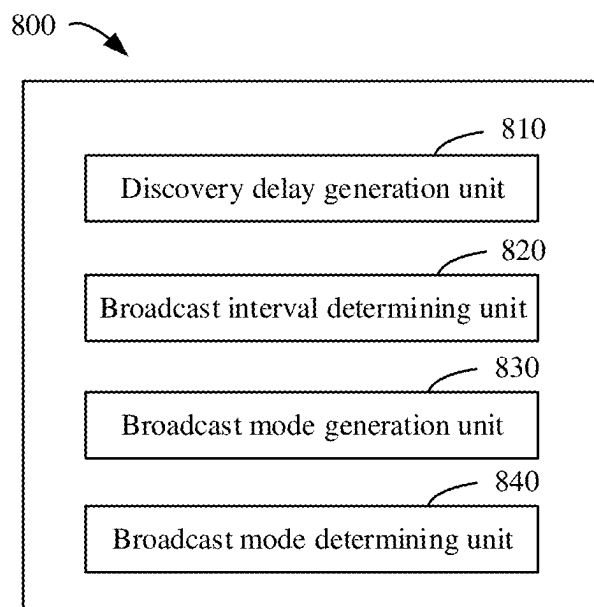 800
810
Discovery delay generation unit
820
Broadcast interval determining unit
830
Broadcast mode generation unit
840
Broadcast mode determining unit